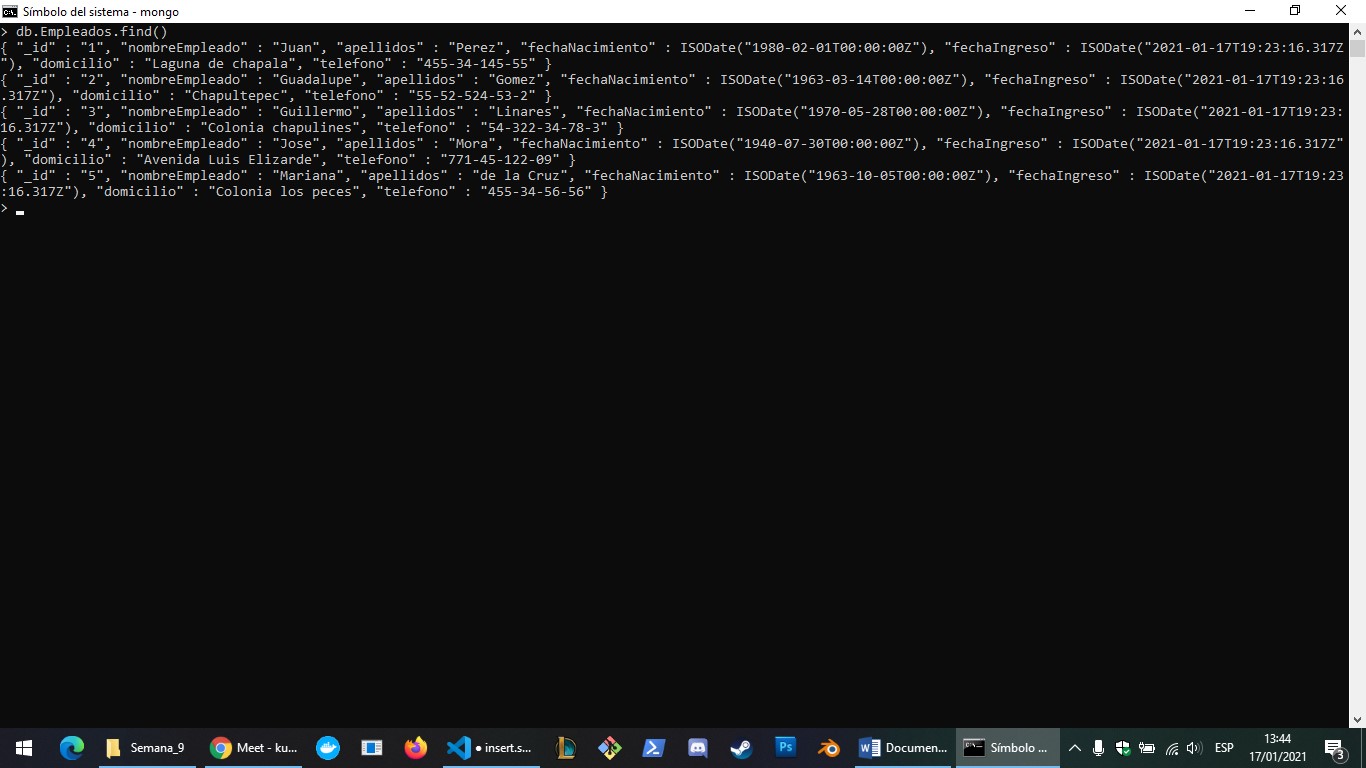 Símbolo del sistema - mongo
> db.Empleados.find()
{ "_id" : "1", "nombreEmpleado" : "Juan", "apellidos" : "Perez", "fechaNacimiento" : ISODate("1980-02-01T00:00:00Z"), "fechaIngreso" : ISODate("2021-01-17T19:23:16.317Z
"), "domicilio" : "Laguna de chapala", "telefono" : "455-34-145-55" }
{ "_id" : "2", "nombreEmpleado" : "Guadalupe", "apellidos" : "Gomez", "fechaNacimiento" : ISODate("1963-03-14T00:00:00Z"), "fechaIngreso" : ISODate("2021-01-17T19:23:16
.317Z"), "domicilio" : "Chapultepec", "telefono" : "55-52-524-53-2" }
{ "_id" : "3", "nombreEmpleado" : "Guillermo", "apellidos" : "Linares", "fechaNacimiento" : ISODate("1970-05-28T00:00:00Z"), "fechaIngreso" : ISODate("2021-01-17T19:23:
16.317Z"), "domicilio" : "Colonia chapulines", "telefono" : "54-322-34-78-3" }
{ "_id" : "4", "nombreEmpleado" : "Jose", "apellidos" : "Mora", "fechaNacimiento" : ISODate("1940-07-30T00:00:00Z"), "fechaIngreso" : ISODate("2021-01-17T19:23:16.317Z"
), "domicilio" : "Avenida Luis Elizarde", "telefono" : "771-45-122-09" }
{ "_id" : "5", "nombreEmpleado" : "Mariana", "apellidos" : "de la Cruz", "fechaNacimiento" : ISODate("1963-10-05T00:00:00Z"), "fechaIngreso" : ISODate("2021-01-17T19:23
:16.317Z"), "domicilio" : "Colonia los peces", "telefono" : "455-34-56-56" }
>
Semana_9 Meet - ku... ● insert.s... Ps Documen... Símbolo ... ESP 13:44
17/01/2021 3